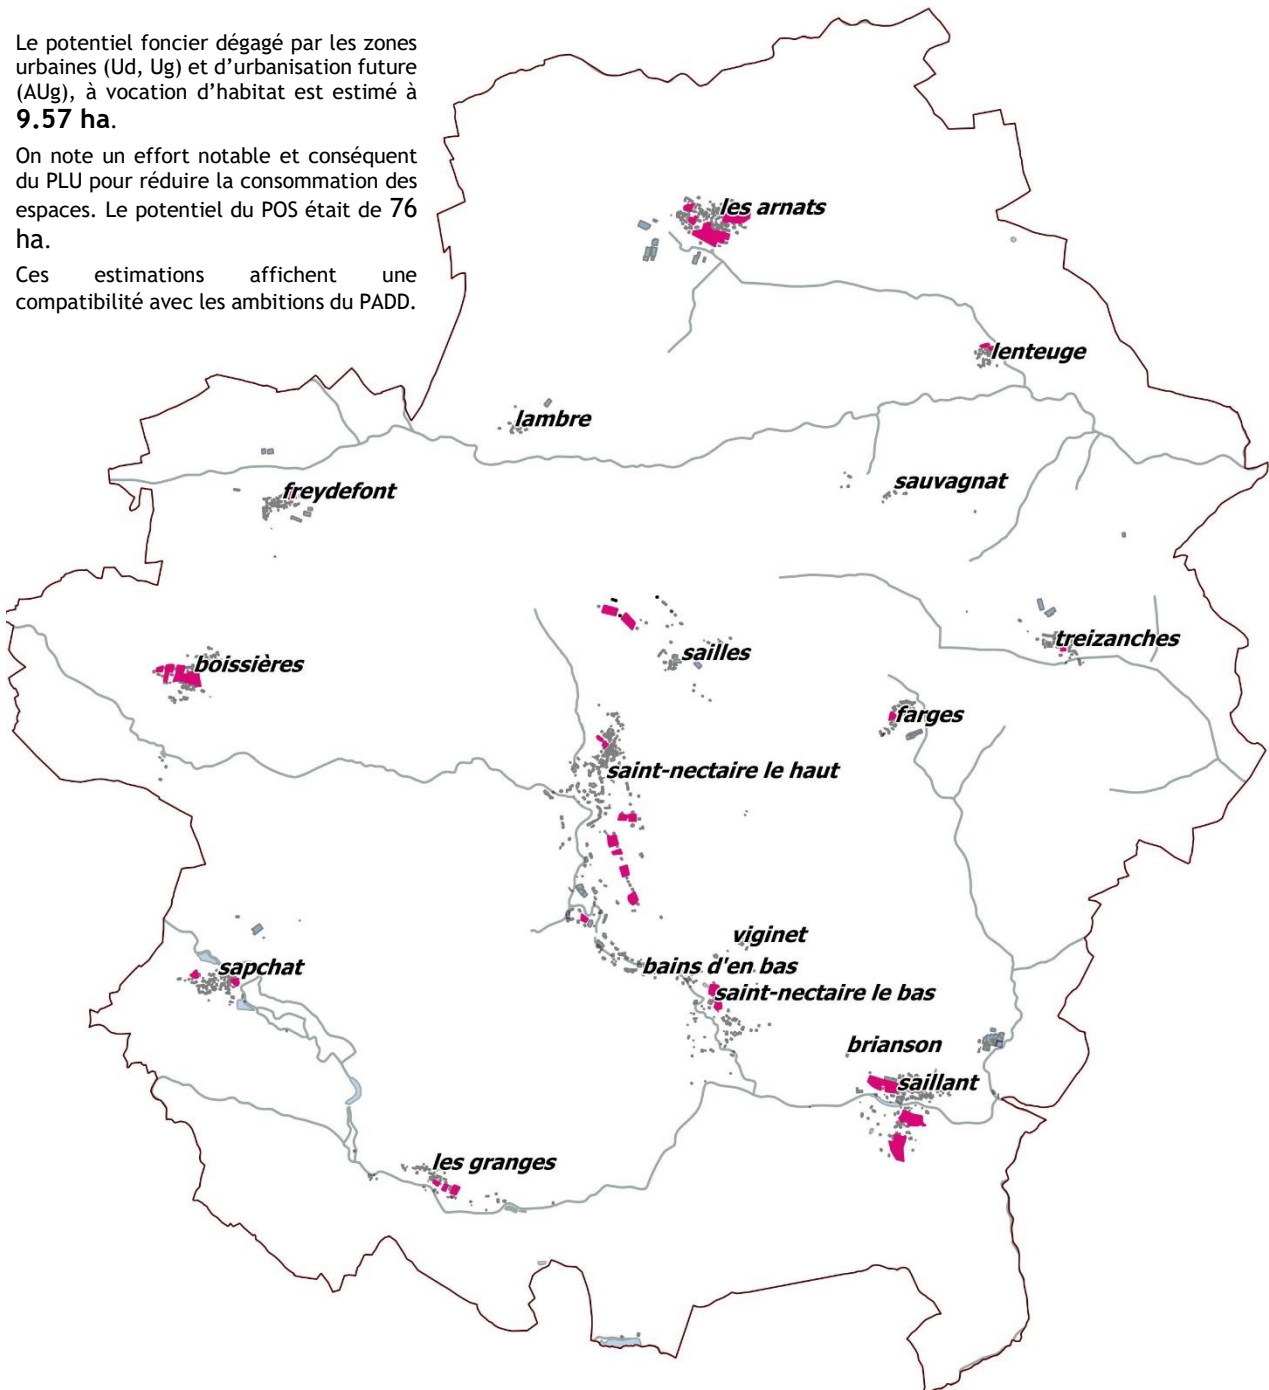 Le potentiel foncier dégagé par les zones
urbaines (Ud, Ug) et d’urbanisation future
(AUg), à vocation d’habitat est estimé à
9.57 ha.
On note un effort notable et conséquent
du PLU pour réduire la consommation des
espaces. Le potentiel du POS était de 76
ha.
Ces estimations affichent une
compatibilité avec les ambitions du PADD.
les arnats
lenteuge
lambre
sauvagnat
freydefont
treizanches
sailles
boissières
farges
saint-nectaire le haut
viginet
bains d'en bas
sapchat
saint-nectaire le bas
brianson
saillant
les granges